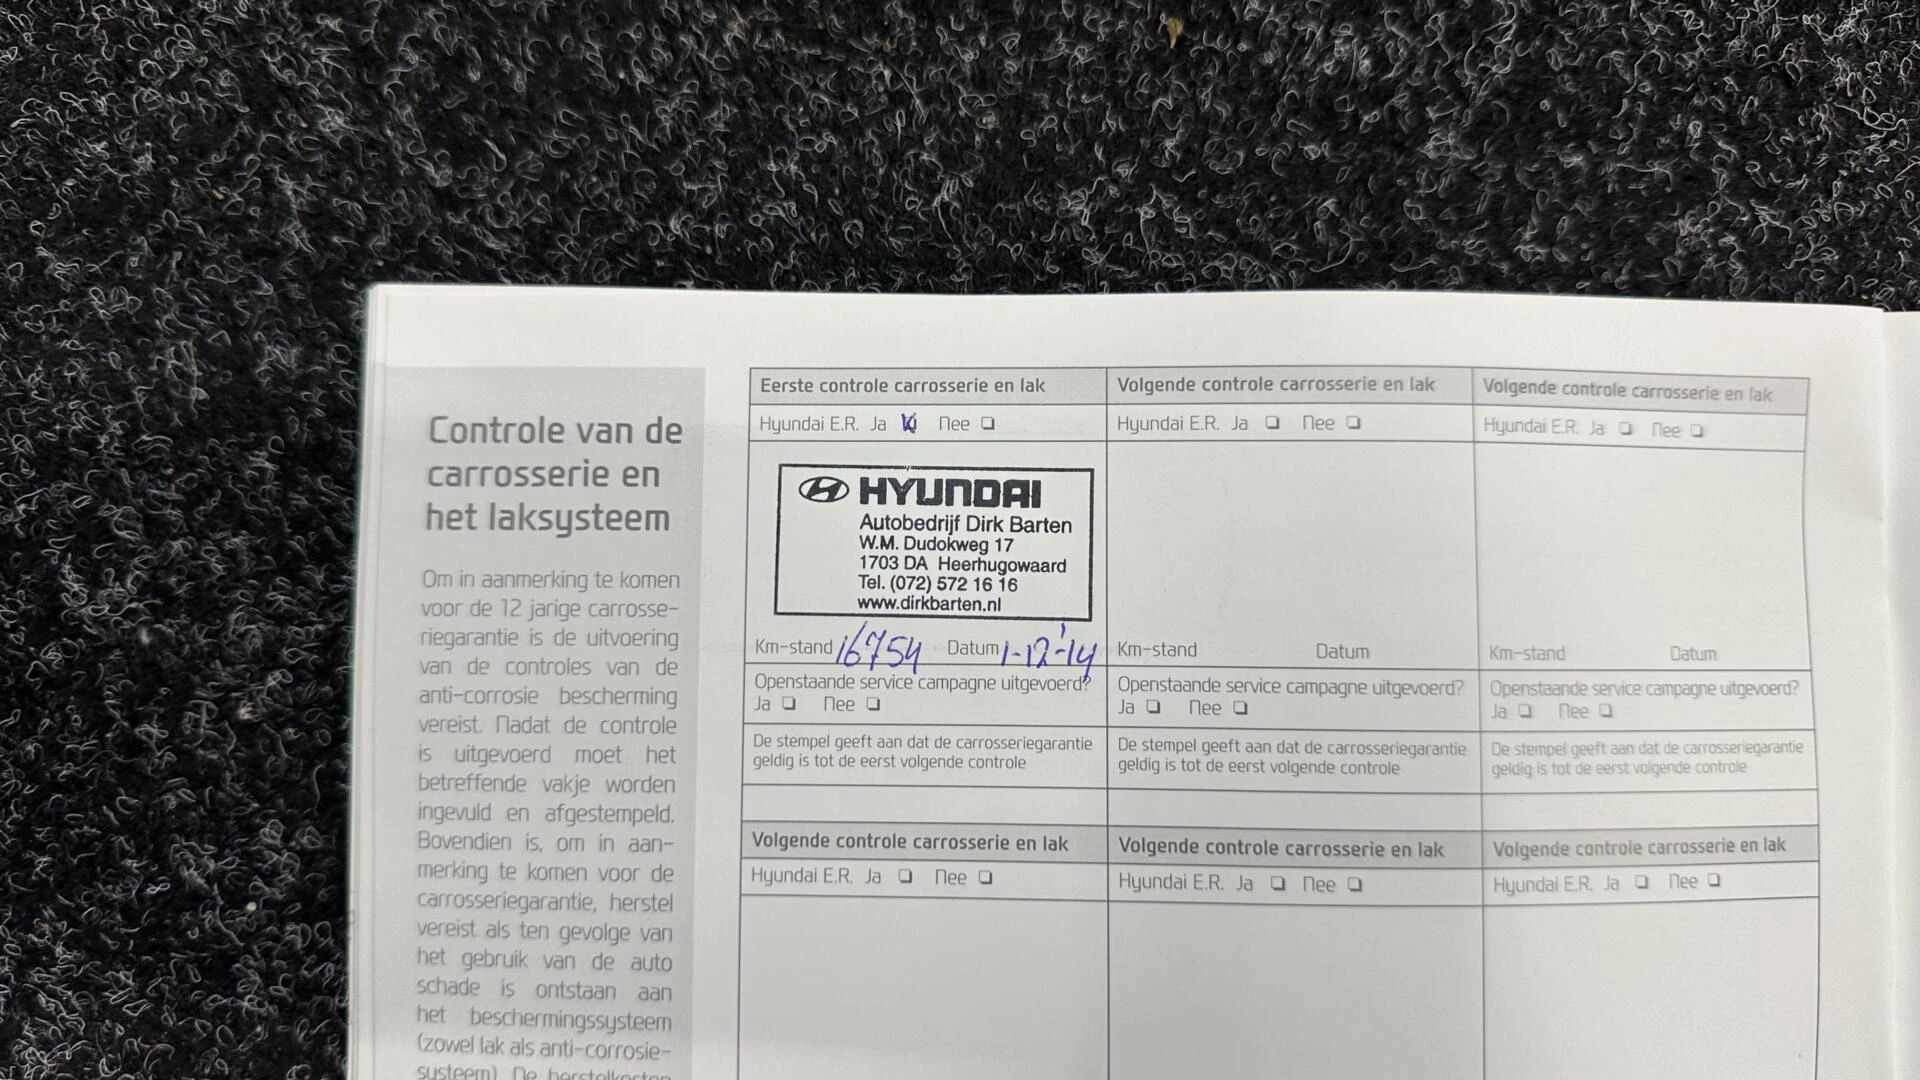 Controle van de
carrosserie en
het laksysteem
Om in aanmerking te komen
voor de 12 jarige carrosse-
riegarantie is de uitvoering
van de controles van de
anti-corrosie bescherming
vereist. Nadat de controle
is uitgevoerd moet het
betreffende vakje worden
ingevuld en afgestempeld.
Bovendien is, om in aan-
merking te komen voor de
carrosseriegarantie, herstel
vereist als ten gevolge van
het gebruik van de auto
schade is ontstaan aan
het beschermingssysteem
(zowel lak als anti-corrosie-
systeem). De herstelkosten
Eerste controle carrosserie en lak
Hyundai E.R. Ja Nee
HYUNDAI
Autobedrijf Dirk Barten
W.M. Dudokweg 17
1703 DA Heerhugowaard
Tel. (072) 572 16 16
www.dirkbarten.nl
Km-stand 16754 Datum 1-12-'14
Openstaande service campagne uitgevoerd?
Ja Nee
De stempel geeft aan dat de carrosseriegarantie
geldig is tot de eerst volgende controle
Volgende controle carrosserie en lak
Hyundai E.R. Ja Nee
Km-stand Datum
Openstaande service campagne uitgevoerd?
Ja Nee
De stempel geeft aan dat de carrosseriegarantie
geldig is tot de eerst volgende controle
Volgende controle carrosserie en lak
Hyundai E.R. Ja Nee
Km-stand Datum
Openstaande service campagne uitgevoerd?
Ja Nee
De stempel geeft aan dat de carrosseriegarantie
geldig is tot de eerst volgende controle
Volgende controle carrosserie en lak
Hyundai E.R. Ja Nee
Volgende controle carrosserie en lak
Hyundai E.R. Ja Nee
Volgende controle carrosserie en lak
Hyundai E.R. Ja Nee